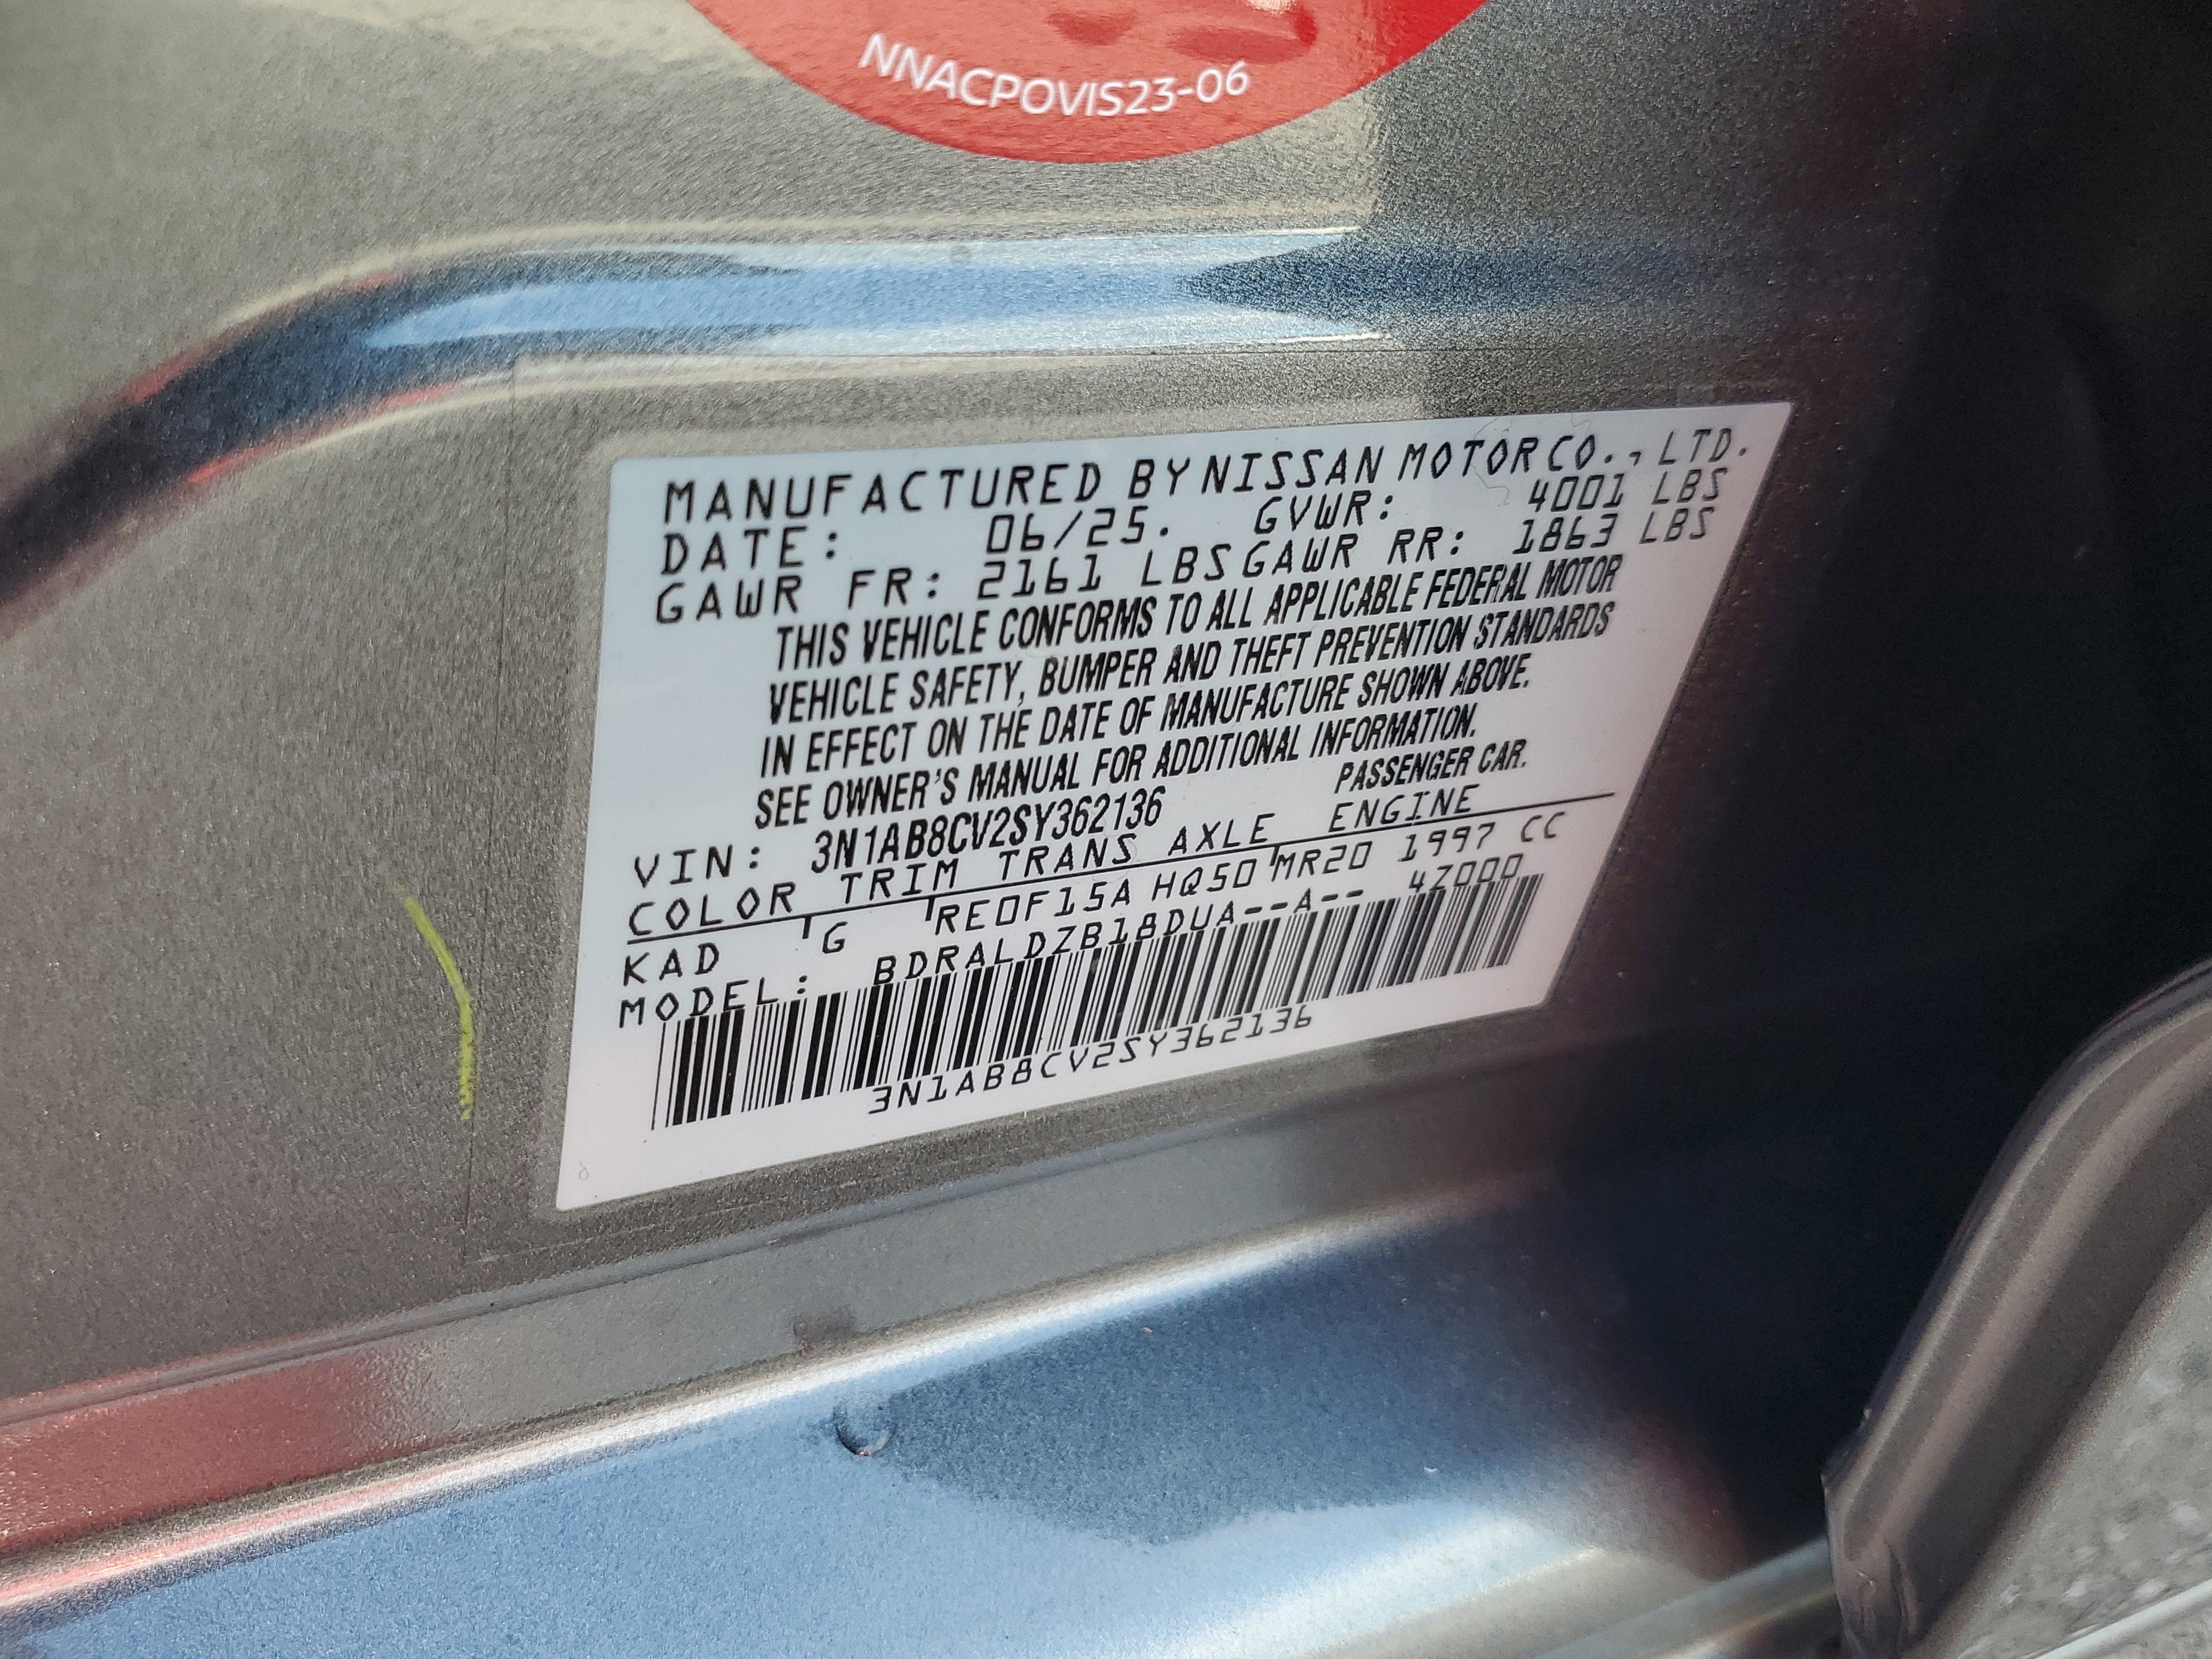 NNACPOVIS23-06
MANUFACTURED BY NISSAN MOTOR CO., LTD.
DATE: 06/25. GVWR: 4001 LBS
GAWR FR: 2161 LBS GAWR RR: 1863 LBS
THIS VEHICLE CONFORMS TO ALL APPLICABLE FEDERAL MOTOR
VEHICLE SAFETY, BUMPER AND THEFT PREVENTION STANDARDS
IN EFFECT ON THE DATE OF MANUFACTURE SHOWN ABOVE.
SEE OWNER'S MANUAL FOR ADDITIONAL INFORMATION.
VIN: 3N1AB8CV2SY362136 PASSENGER CAR.
COLOR TRIM TRANS AXLE ENGINE
KAD G RE0F15A HQ50 MR20 1997 CC
MODEL: BDRALDZB18DUA--A-- 4Z000
3N1AB8CV2SY362136